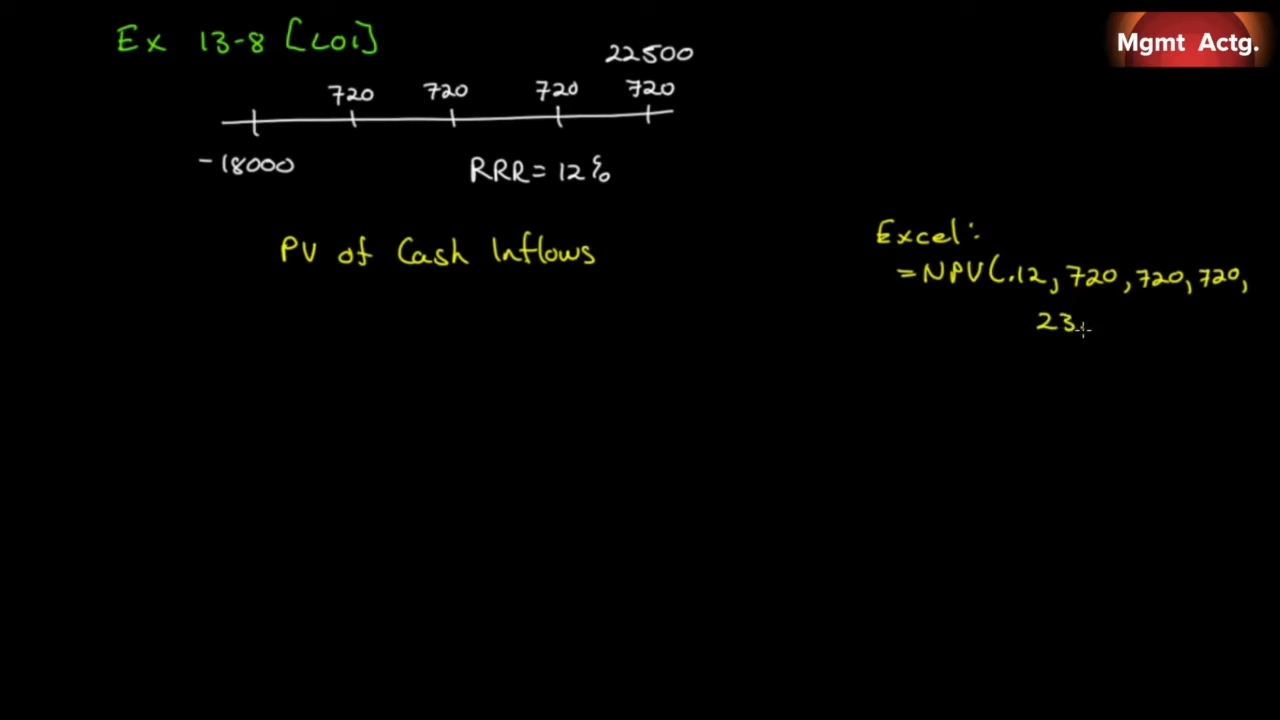 Ex 13-8 [LO1]
Mgmt Actg.
22500
720 720 720 720
-18000
RRR = 12%
PV of Cash Inflows
Excel:
=NPV(.12, 720, 720, 720,
23